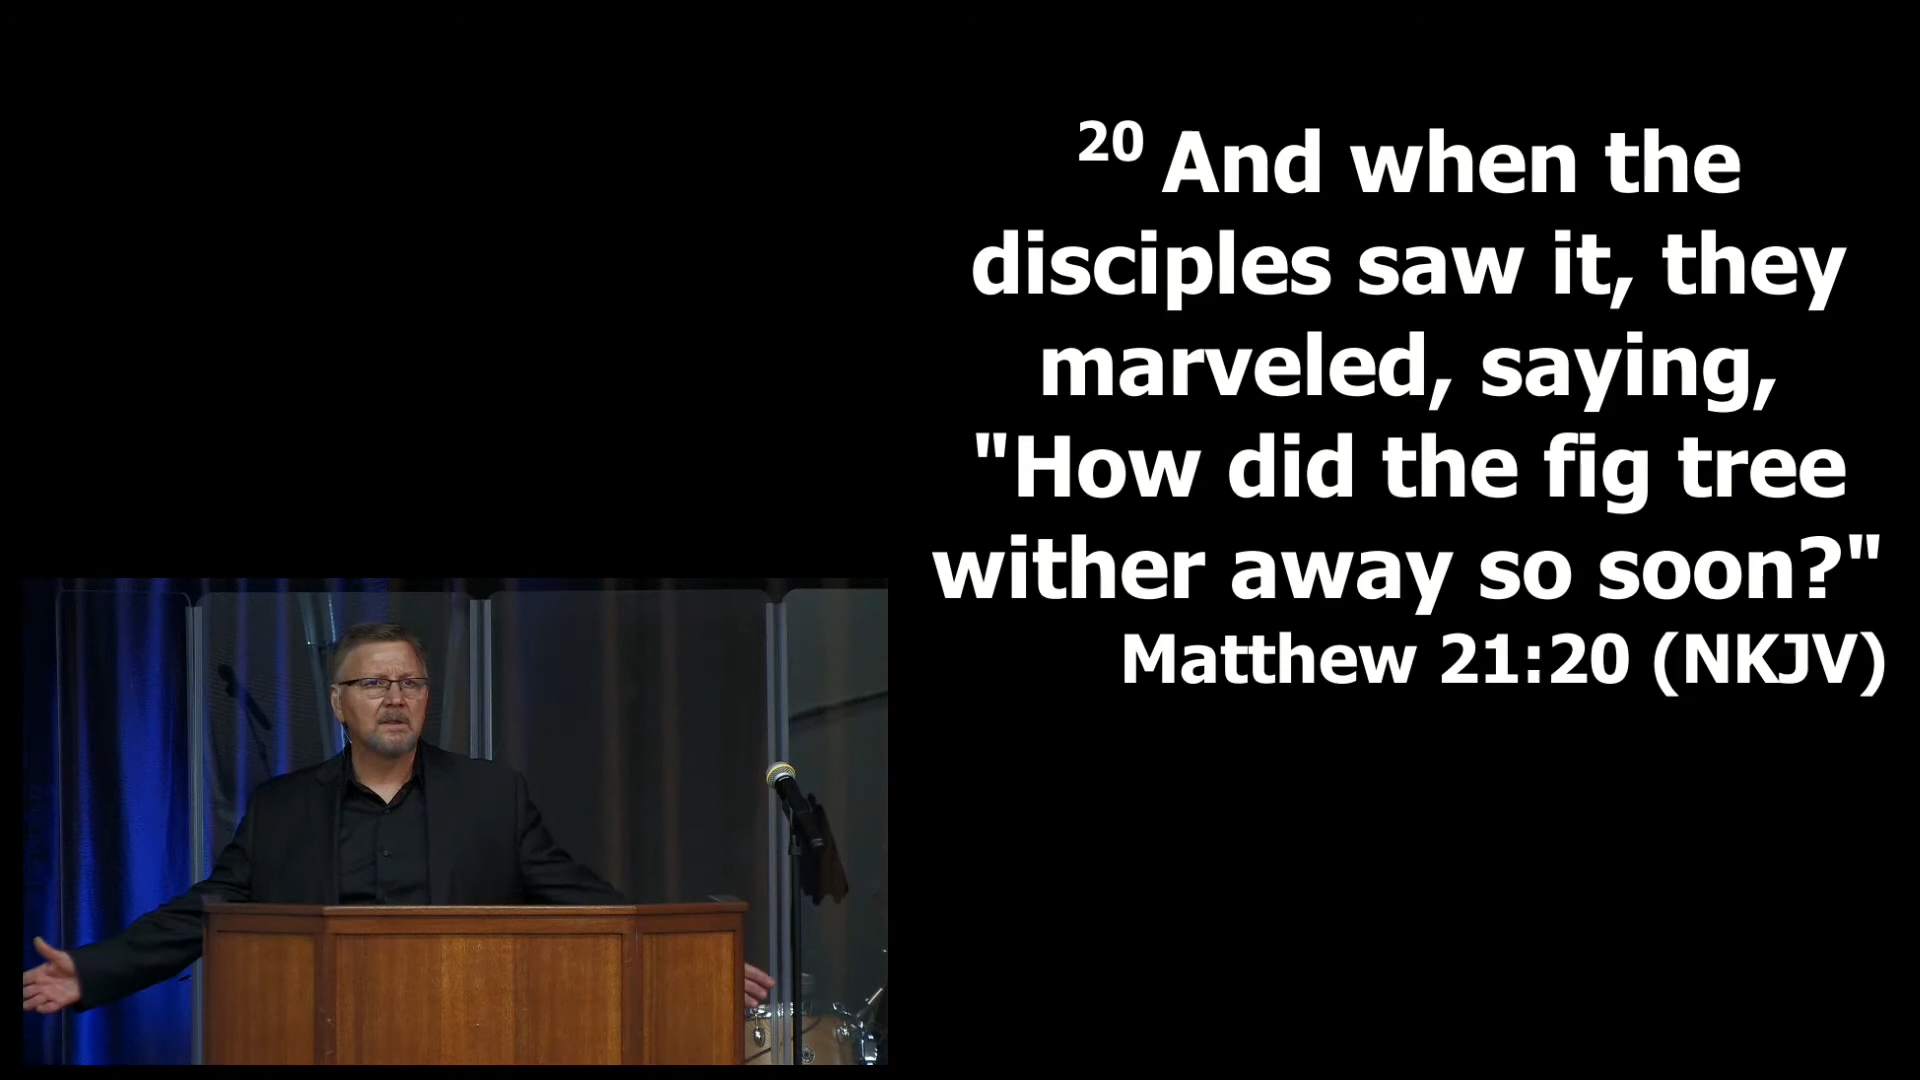 20 And when the
disciples saw it, they
marveled, saying,
"How did the fig tree
wither away so soon?"
Matthew 21:20 (NKJV)